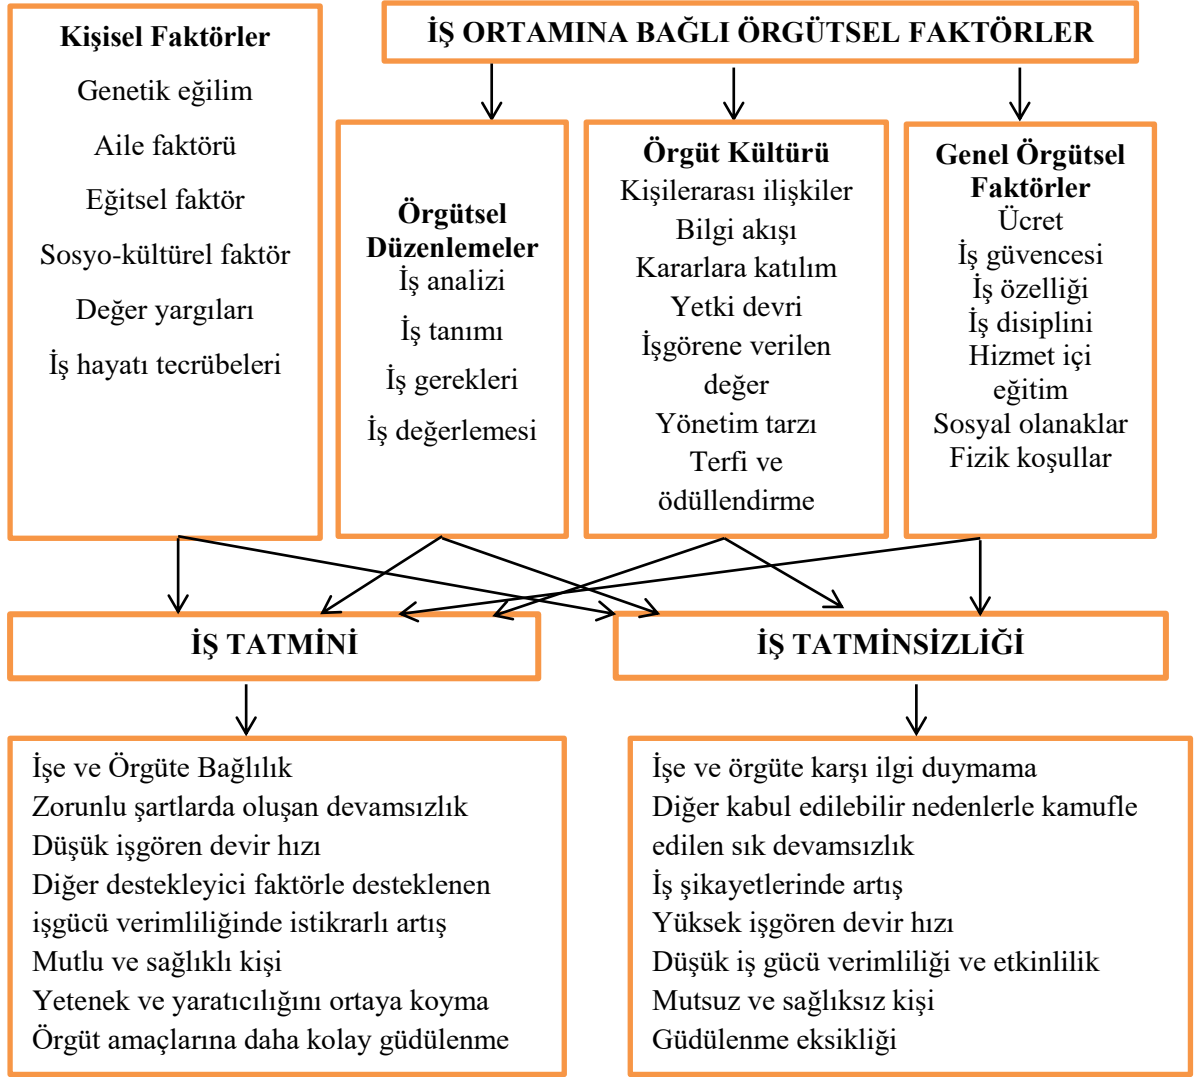 Kişisel Faktörler
Genetik eğilim
Aile faktörü
Eğitsel faktör
Sosyo-kültürel faktör
Değer yargıları
İş hayatı tecrübeleri
İŞ ORTAMINA BAĞLI ÖRGÜTSEL FAKTÖRLER
Örgütsel
Düzenlemeler
İş analizi
İş tanımı
İş gerekleri
İş değerlemesi
Örgüt Kültürü
Kişilerarası ilişkiler
Bilgi akışı
Kararlara katılım
Yetki devri
İşgörene verilen
değer
Yönetim tarzı
Terfi ve
ödüllendirme
Genel Örgütsel
Faktörler
Ücret
İş güvencesi
İş özelliği
İş disiplini
Hizmet içi
eğitim
Sosyal olanaklar
Fizik koşullar
İŞ TATMİNİ
İŞ TATMİNSİZLİĞİ
İşe ve Örgüte Bağlılık
Zorunlu şartlarda oluşan devamsızlık
Düşük işgören devir hızı
Diğer destekleyici faktörle desteklenen
işgücü verimliliğinde istikrarlı artış
Mutlu ve sağlıklı kişi
Yetenek ve yaratıcılığını ortaya koyma
Örgüt amaçlarına daha kolay güdülenme
İşe ve örgüte karşı ilgi duymama
Diğer kabul edilebilir nedenlerle kamufle
edilen sık devamsızlık
İş şikayetlerinde artış
Yüksek işgören devir hızı
Düşük iş gücü verimliliği ve etkinlilik
Mutsuz ve sağlıksız kişi
Güdülenme eksikliği